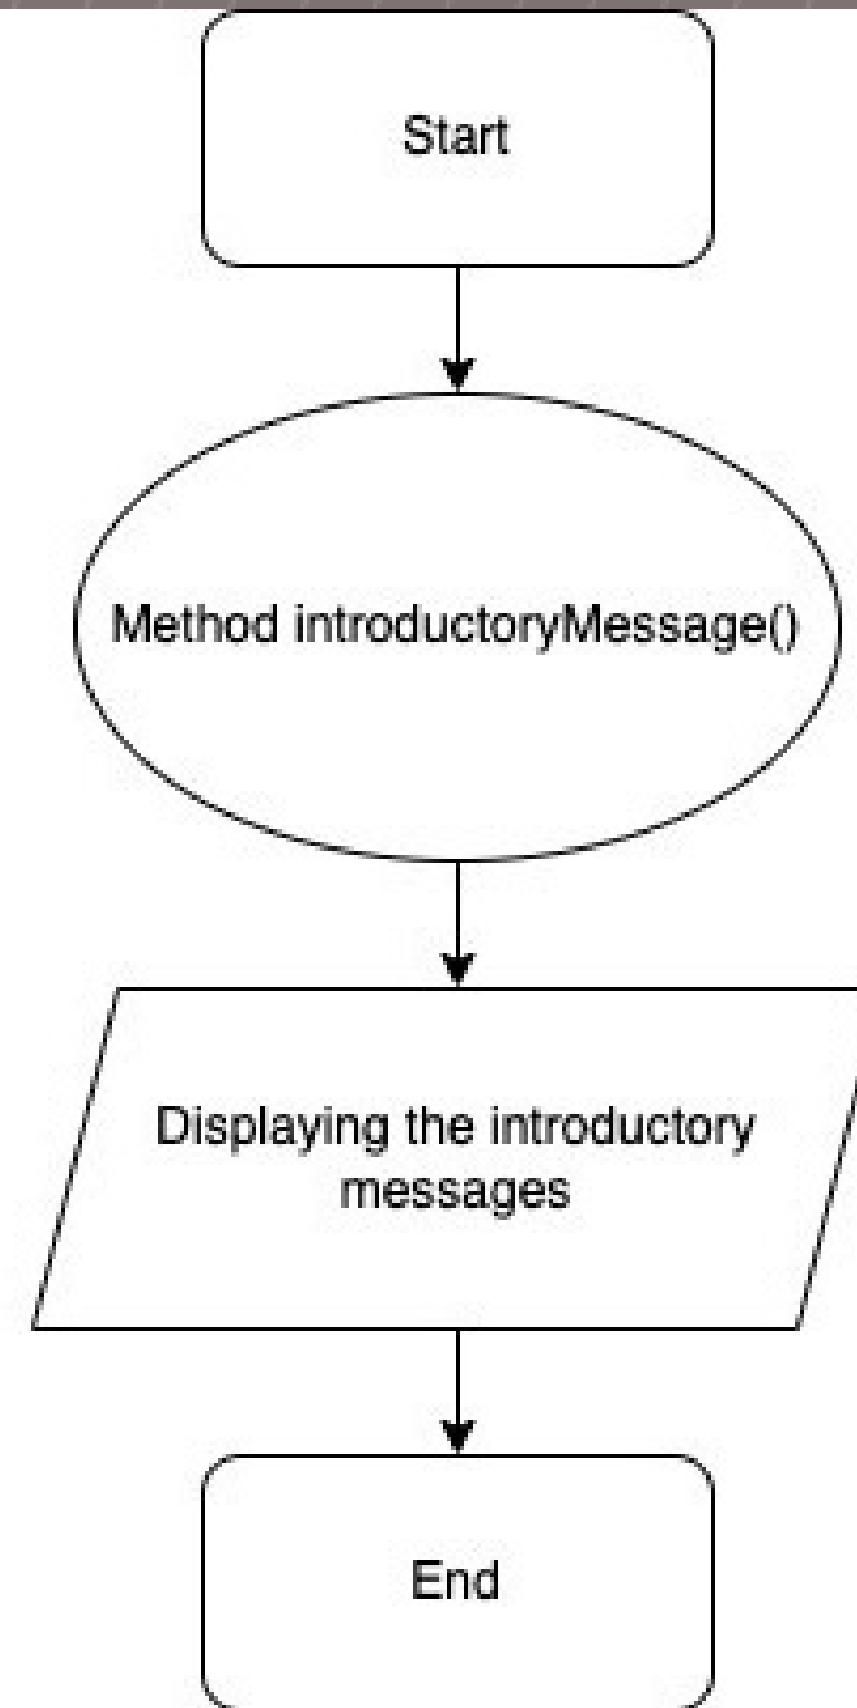 Start
Method introductoryMessage()
Displaying the introductory
messages
End